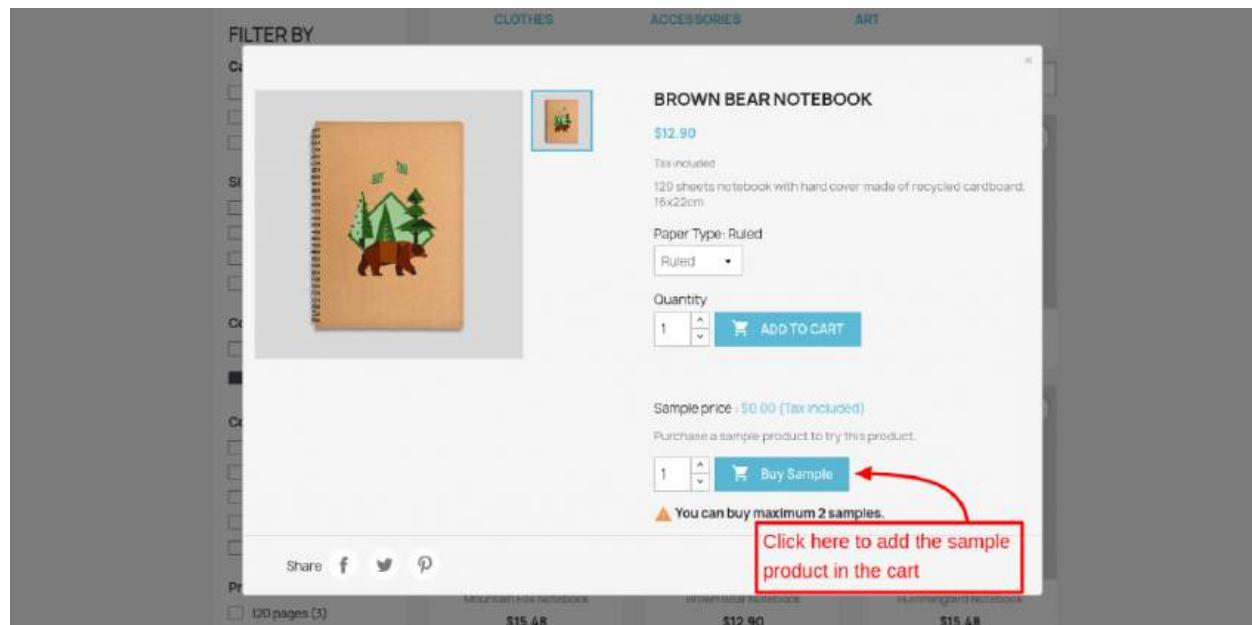 CLOTHES
ACCESSORIES
ART
FILTER BY
BROWN BEAR NOTEBOOK
$12.90
Tax included
120 sheets notebook with hard cover made of recycled cardboard.
16x22cm
Paper Type: Ruled
Ruled
Quantity
1
ADD TO CART
Sample price : $0.00 (Tax included)
Purchase a sample product to try this product.
1
Buy Sample
You can buy maximum 2 samples.
Click here to add the sample
product in the cart
Share
120 pages (3)
Mountain Fox Notebook
Brown Bear Notebook
Hummingbird Notebook
$15.48
$12.90
$15.48